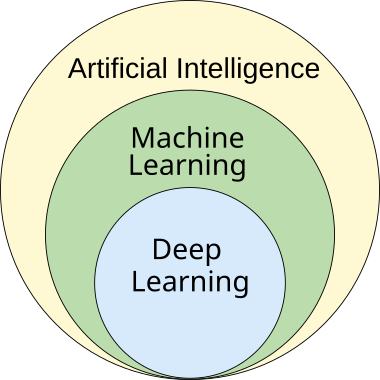 Artificial Intelligence
Machine
Learning
Deep
Learning